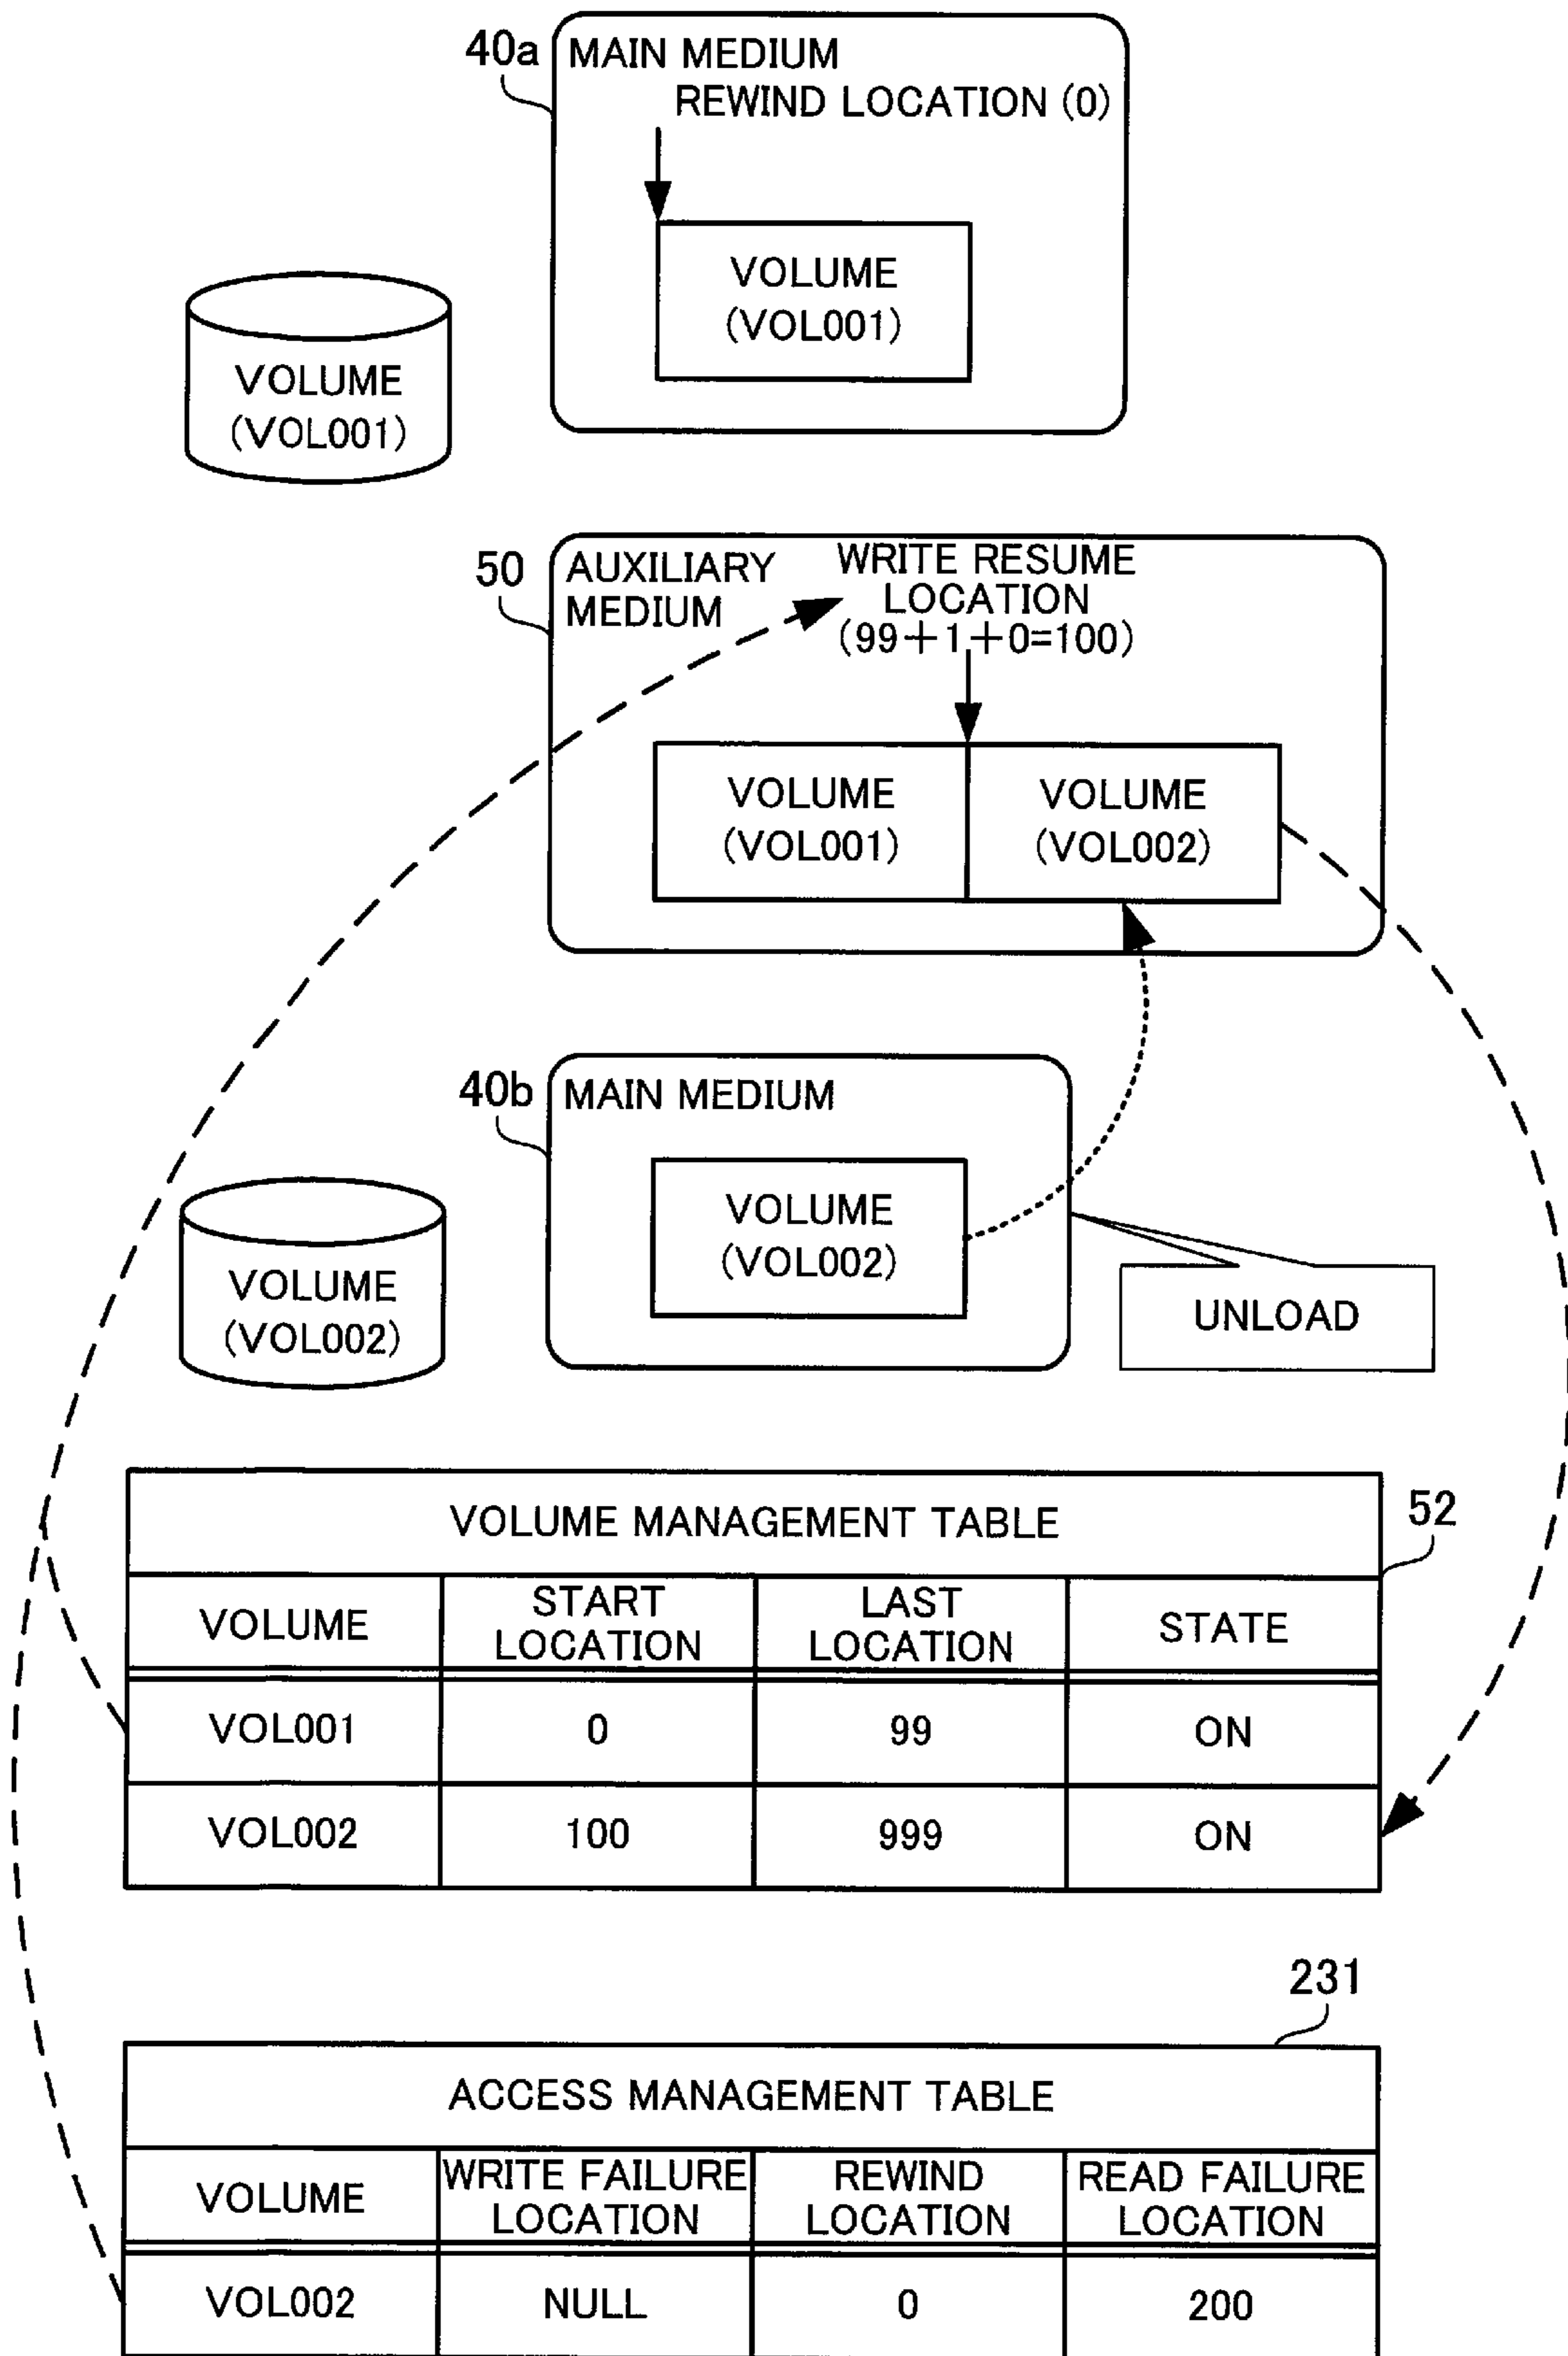 40a
MAIN MEDIUM
REWIND LOCATION (0)
VOLUME
(VOL001)
VOLUME
(VOL001)
50
AUXILIARY
MEDIUM
WRITE RESUME
LOCATION
(99+1+0=100)
VOLUME
(VOL001)
VOLUME
(VOL002)
40b
MAIN MEDIUM
VOLUME
(VOL002)
VOLUME
(VOL002)
UNLOAD
52
VOLUME MANAGEMENT TABLE
VOLUME START LOCATION LAST LOCATION STATE
VOL001 0 99 ON
VOL002 100 999 ON
231
ACCESS MANAGEMENT TABLE
VOLUME WRITE FAILURE LOCATION REWIND LOCATION READ FAILURE LOCATION
VOL002 NULL 0 200